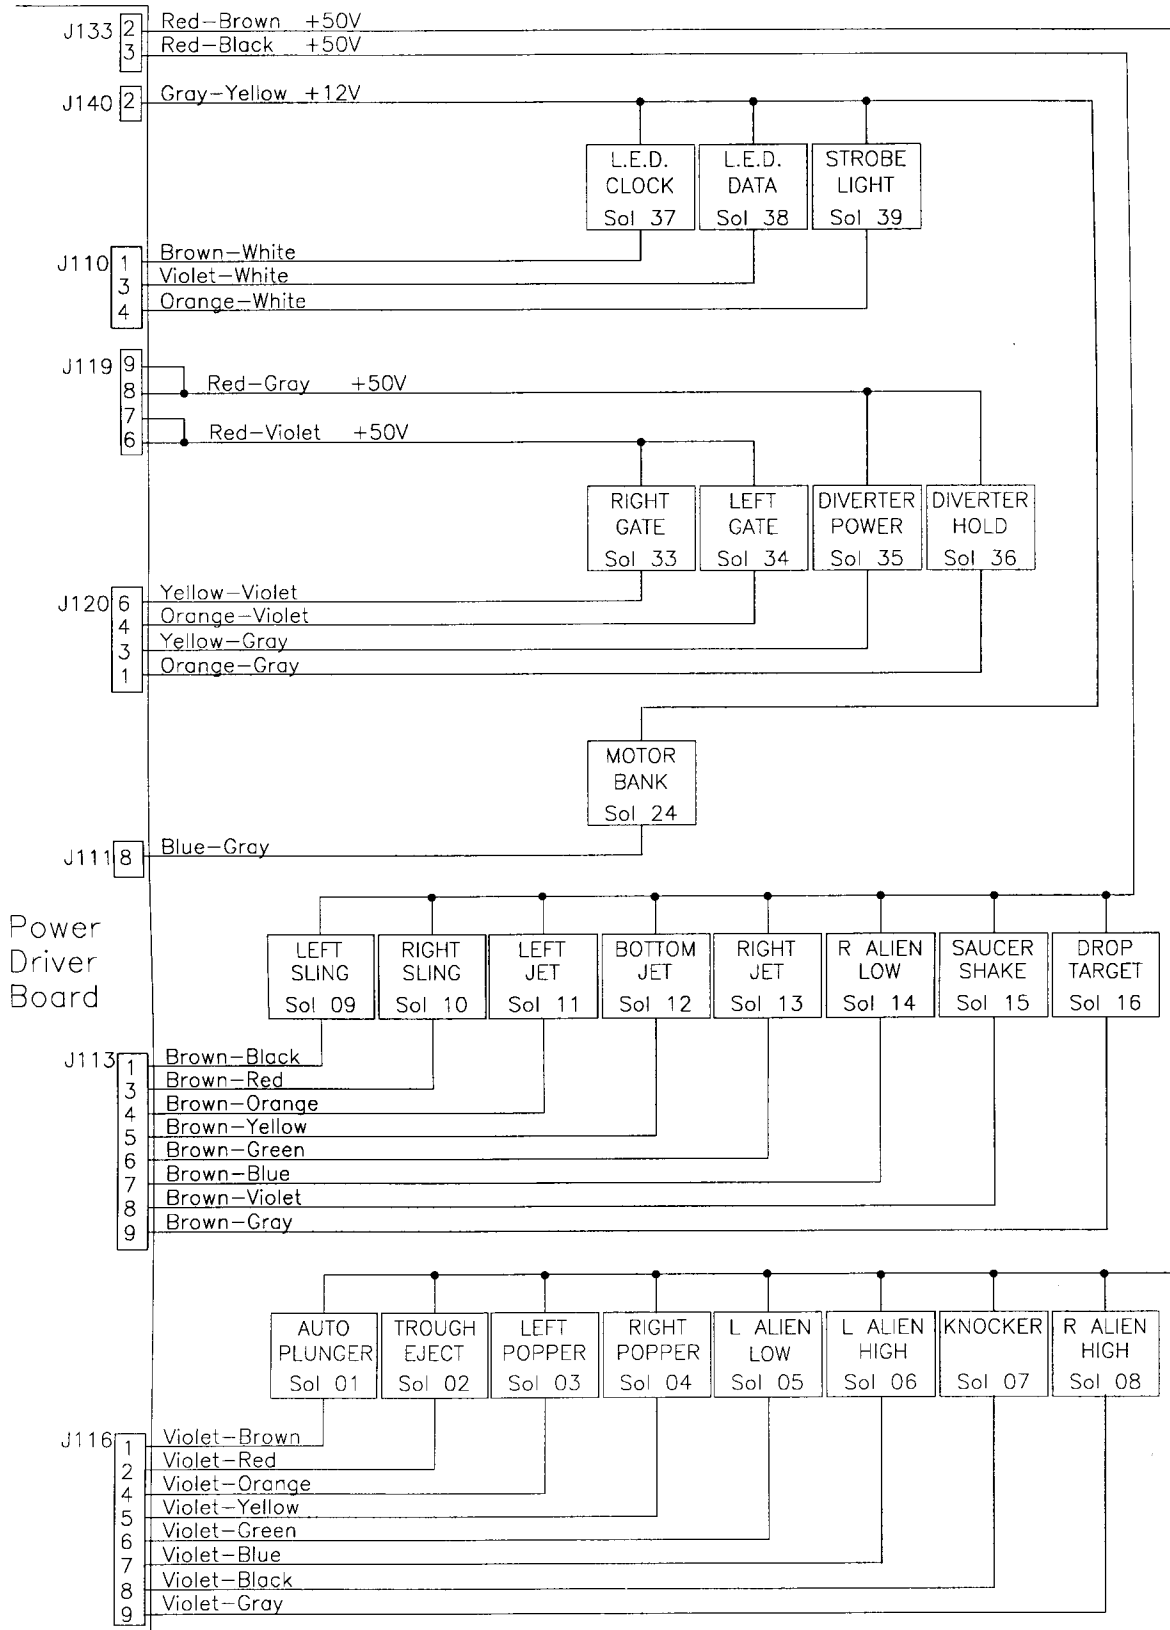 J133 2 Red-Brown +50V
3 Red-Black +50V
J140 2 Gray-Yellow +12V
L.E.D. CLOCK Sol 37
L.E.D. DATA Sol 38
STROBE LIGHT Sol 39
J110 1 Brown-White
3 Violet-White
4 Orange-White
J119 9
8 Red-Gray +50V
7
6 Red-Violet +50V
RIGHT GATE Sol 33
LEFT GATE Sol 34
DIVERTER POWER Sol 35
DIVERTER HOLD Sol 36
J120 6 Yellow-Violet
4 Orange-Violet
3 Yellow-Gray
1 Orange-Gray
MOTOR BANK Sol 24
J111 8 Blue-Gray
Power
Driver
Board
LEFT SLING Sol 09
RIGHT SLING Sol 10
LEFT JET Sol 11
BOTTOM JET Sol 12
RIGHT JET Sol 13
R ALIEN LOW Sol 14
SAUCER SHAKE Sol 15
DROP TARGET Sol 16
J113 1 Brown-Black
3 Brown-Red
4 Brown-Orange
5 Brown-Yellow
6 Brown-Green
7 Brown-Blue
8 Brown-Violet
9 Brown-Gray
AUTO PLUNGER Sol 01
TROUGH EJECT Sol 02
LEFT POPPER Sol 03
RIGHT POPPER Sol 04
L ALIEN LOW Sol 05
L ALIEN HIGH Sol 06
KNOCKER Sol 07
R ALIEN HIGH Sol 08
J116 1 Violet-Brown
2 Violet-Red
4 Violet-Orange
5 Violet-Yellow
6 Violet-Green
7 Violet-Blue
8 Violet-Black
9 Violet-Gray